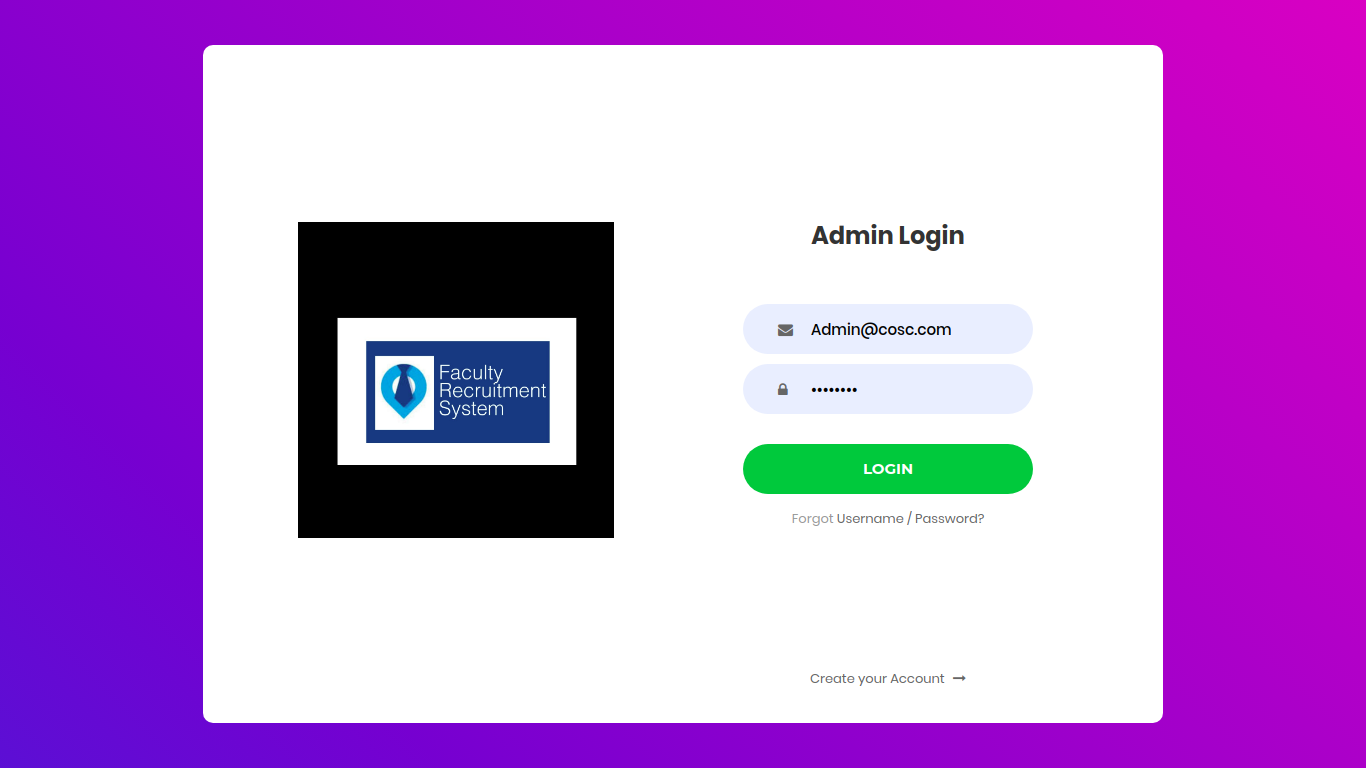 Faculty
Recruitment
System
Admin Login
Admin@cosc.com
••••••••
LOGIN
Forgot Username / Password?
Create your Account →